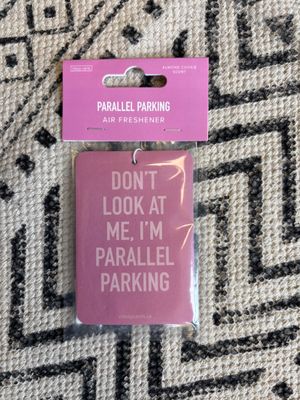 PARALLEL PARKING
AIR FRESHENER
DON'T
LOOK AT
ME, I'M
PARALLEL
PARKING